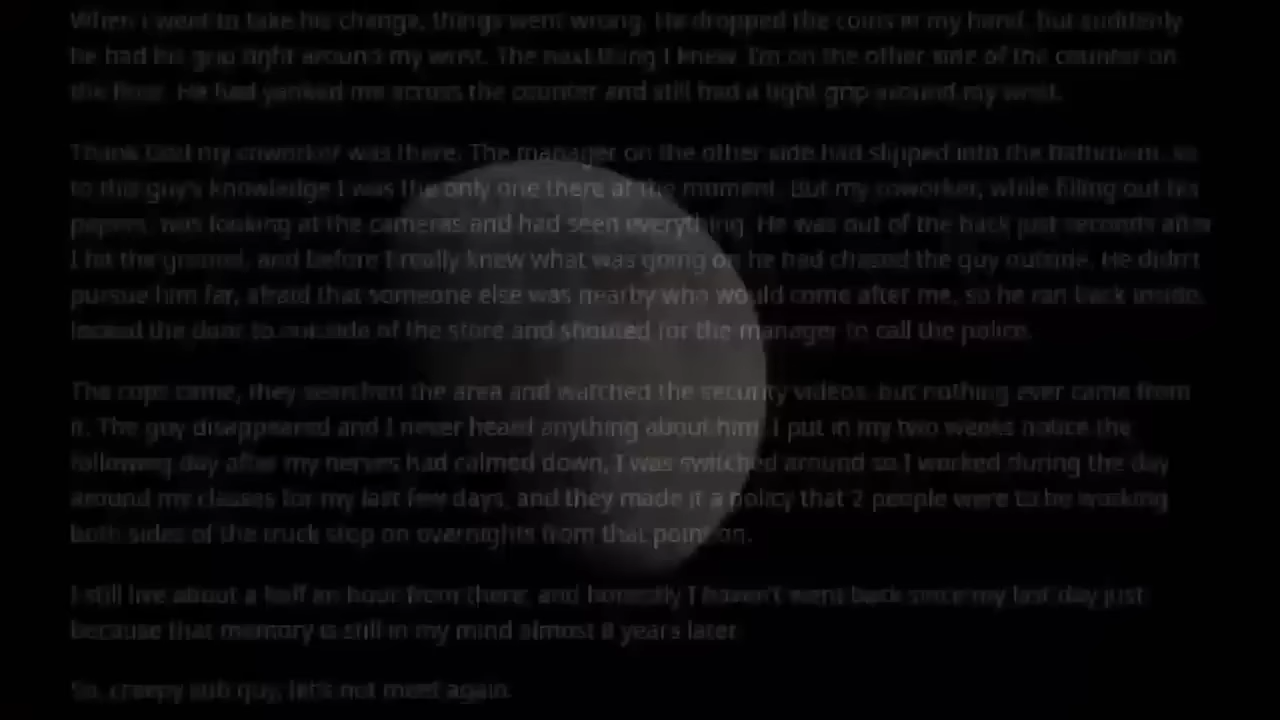 When I went to take his change, things went wrong. He dropped the coins in my hand, but suddenly
he had his grip tight around my wrist. The next thing I knew, I'm on the other side of the counter on
the floor. He had yanked me across the counter and still had a tight grip around my wrist.
Thank God my coworker was there. The manager on the other side had slipped into the bathroom, so
to this guy's knowledge I was the only one there at the moment. But my coworker, while filling out his
papers, was looking at the cameras and had seen everything. He was out of the back just seconds after
I hit the ground, and before I really knew what was going on he had chased the guy outside. He didn't
pursue him far, afraid that someone else was nearby who would come after me, so he ran back inside,
locked the door to our side of the store and shouted for the manager to call the police.
The cops came, they searched the area and watched the security videos, but nothing ever came from
it. The guy disappeared and I never heard anything about him. I put in my two weeks notice the
following day after my nerves had calmed down, I was switched around so I worked during the day
around my classes for my last few days, and they made it a policy that 2 people were to be working
both sides of the truck stop on overnights from that point on.
I still live about a half an hour from there, and honestly I haven't went back since my last day just
because that memory is still in my mind almost 8 years later.
So, creepy sub guy, let's not meet again.